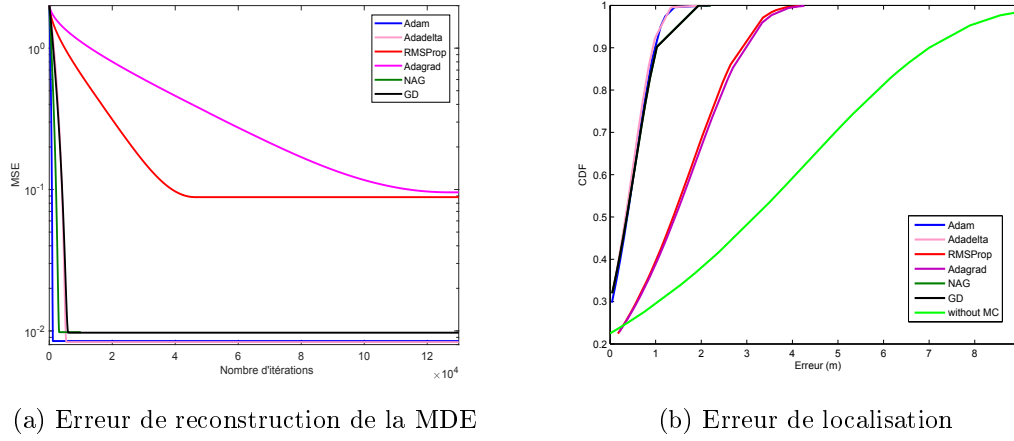 10^0
10^-1
10^-2
MSE
0
2
4
6
8
10
12
×10^4
Nombre d'itérations
Adam
Adadelta
RMSProp
Adagrad
NAG
GD
(a) Erreur de reconstruction de la MDE
1
0.9
0.8
0.7
0.6
0.5
0.4
0.3
0.2
CDF
0
1
2
3
4
5
6
7
8
Erreur (m)
Adam
Adadelta
RMSProp
Adagrad
NAG
GD
without MC
(b) Erreur de localisation